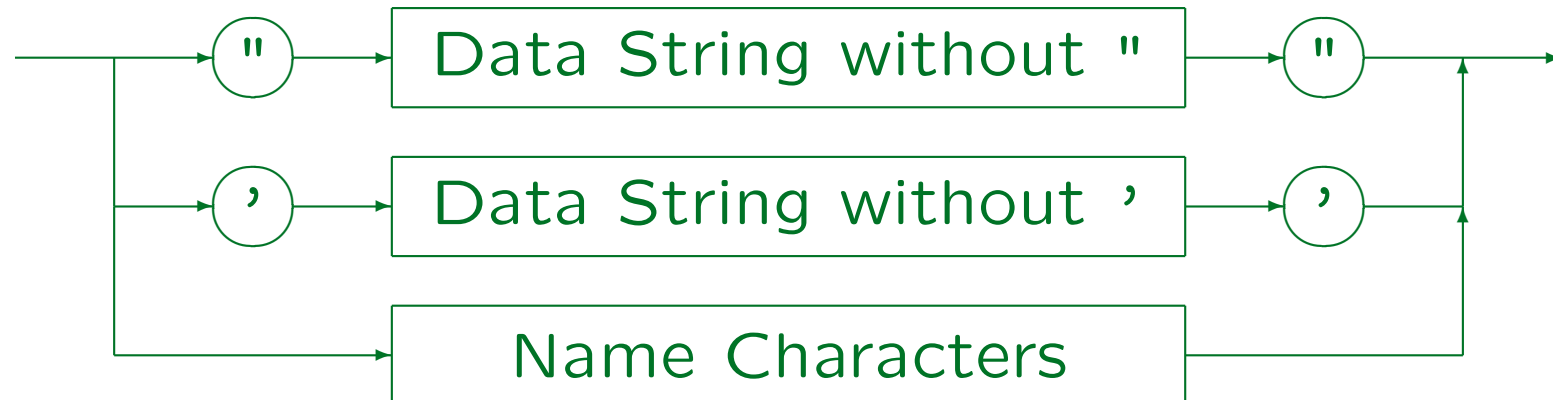 " Data String without " "
’ Data String without ’ ’
Name Characters